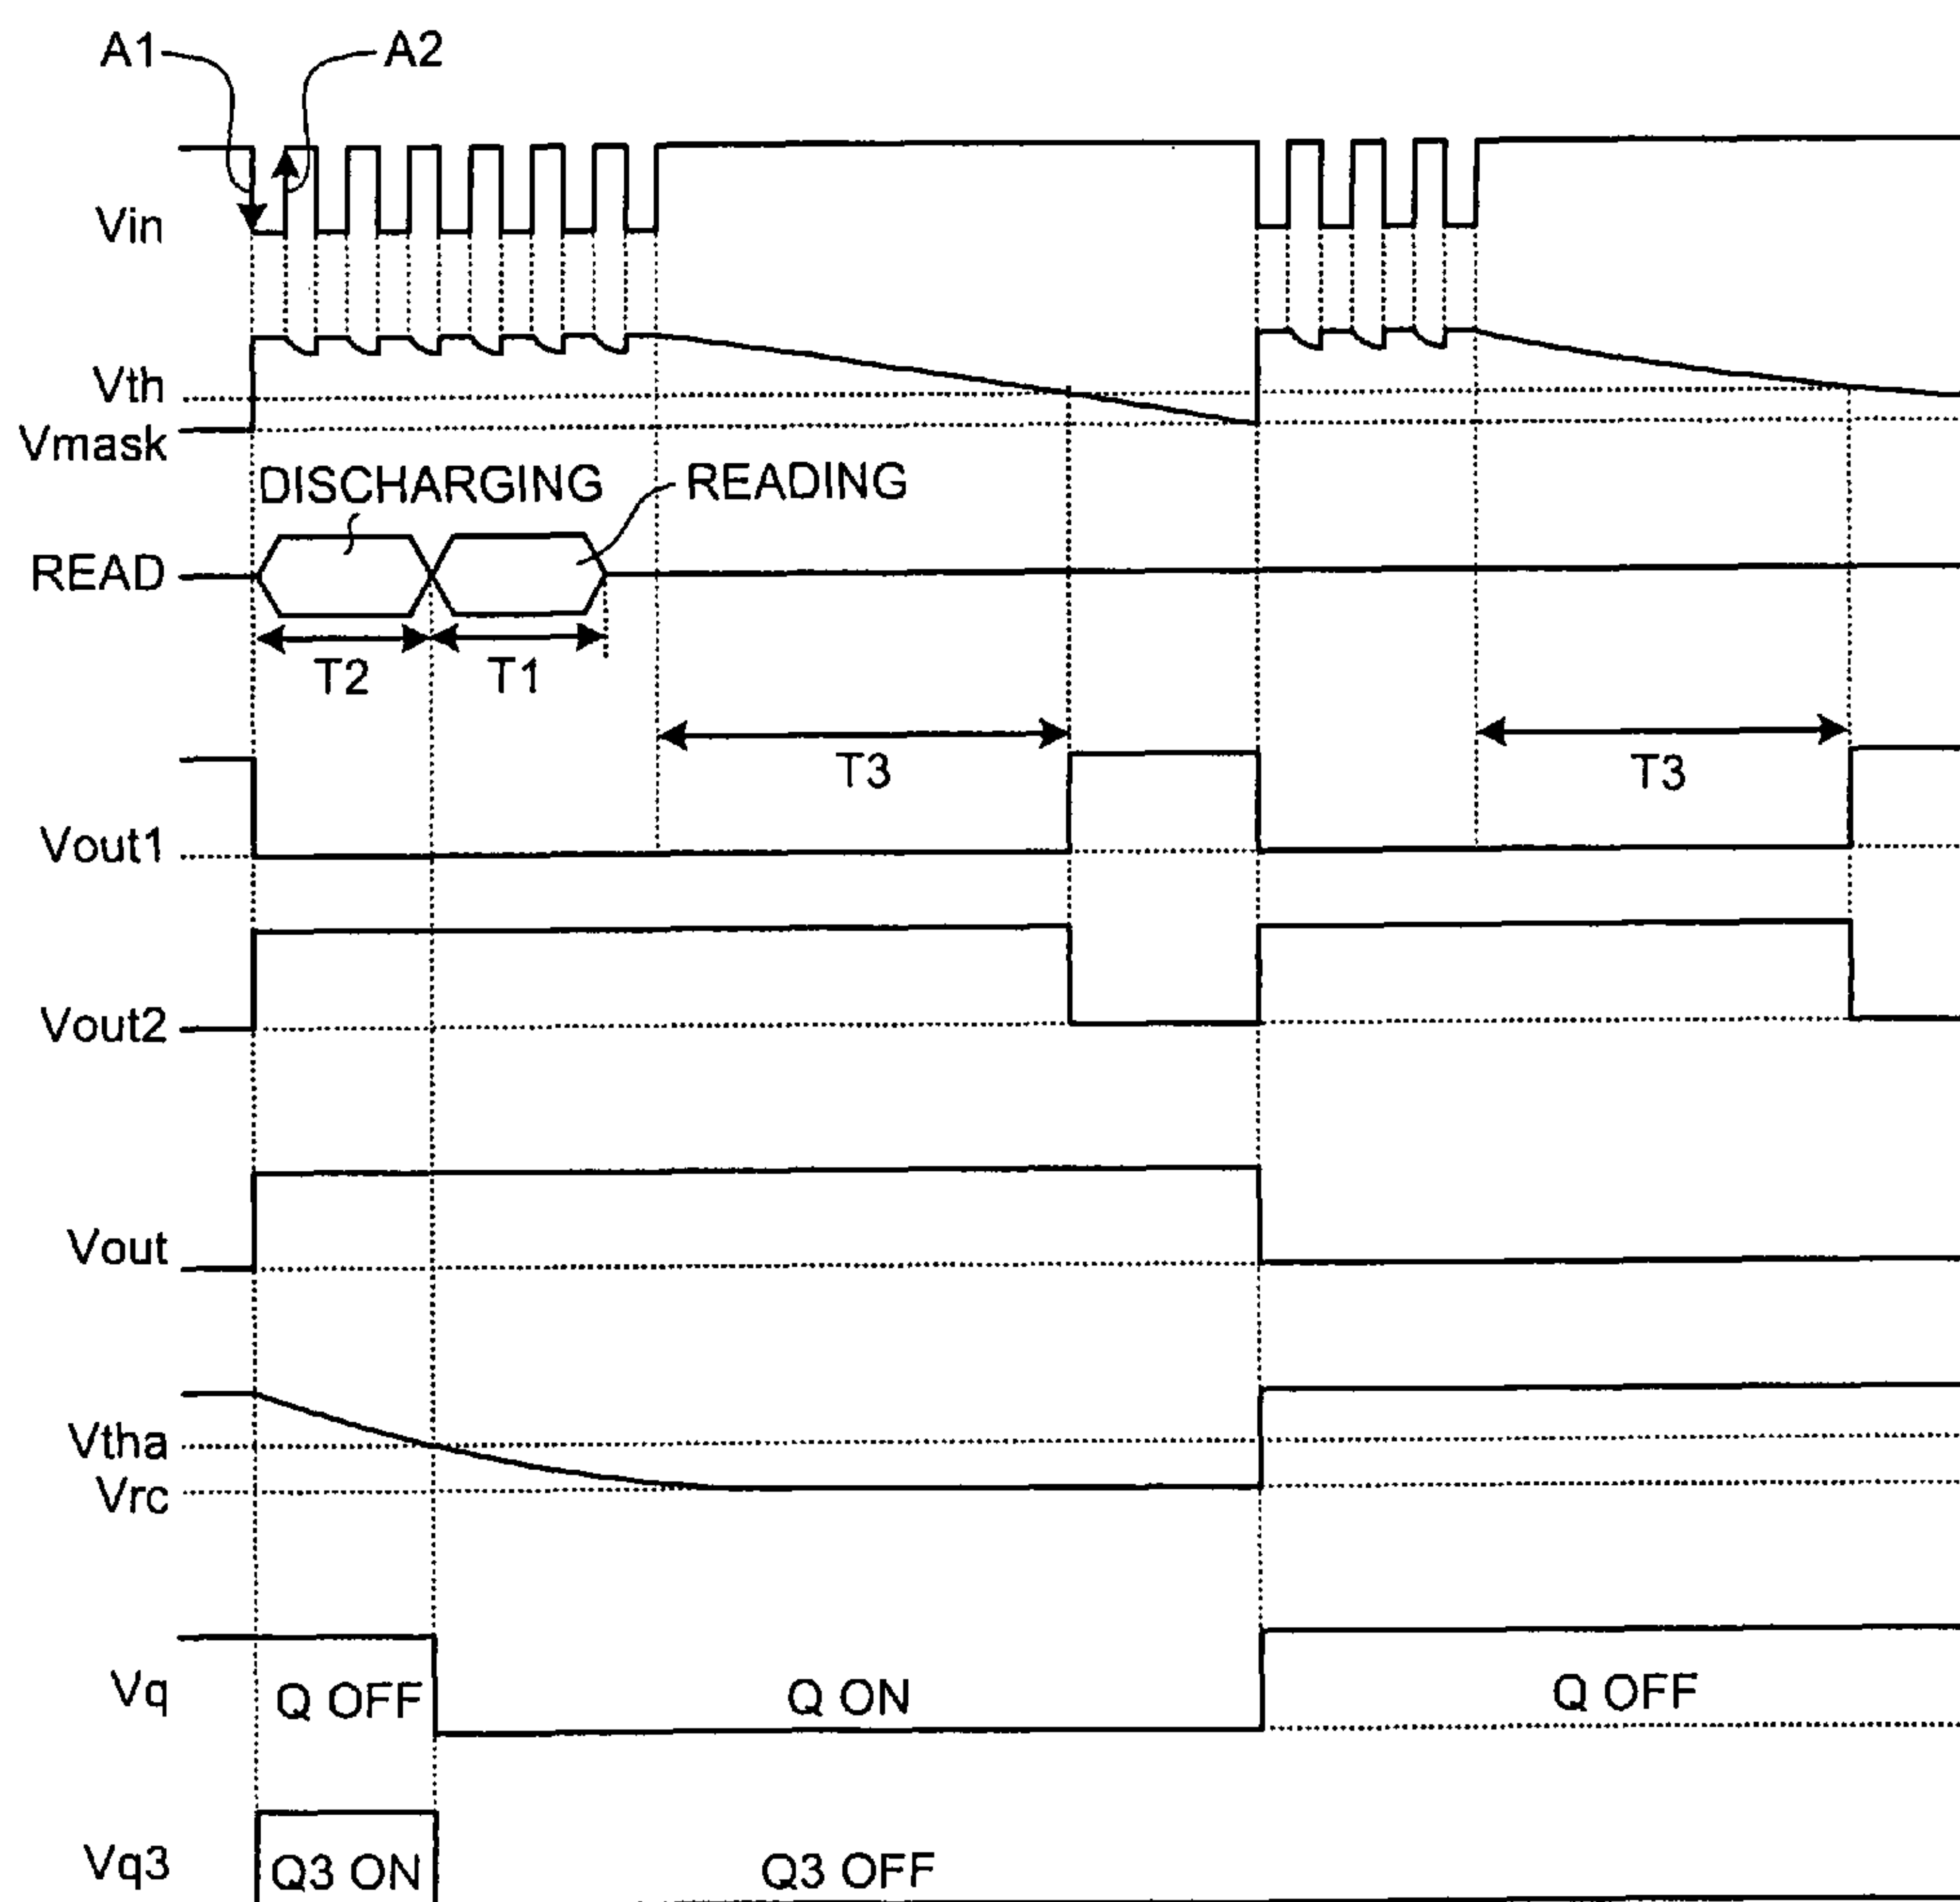 A1
A2
Vin
Vth
Vmask
DISCHARGING
READING
READ
T2
T1
T3
T3
Vout1
Vout2
Vout
Vtha
Vrc
Vq
Q OFF
Q ON
Q OFF
Vq3
Q3 ON
Q3 OFF